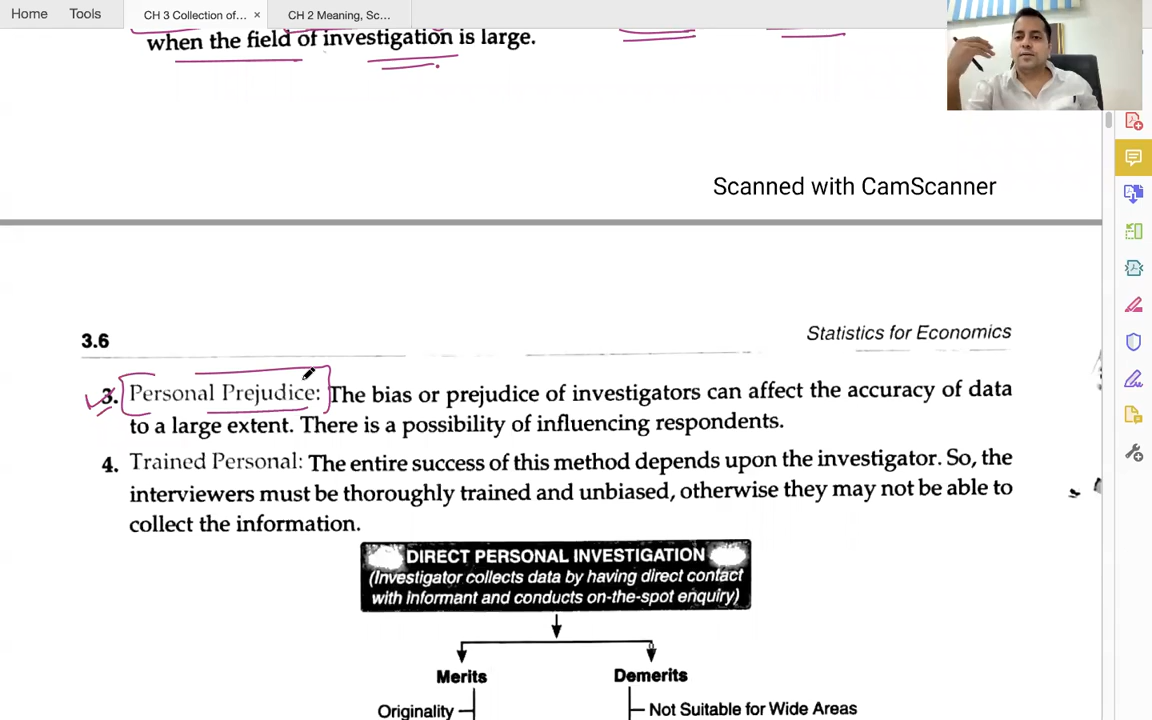 Home Tools CH 3 Collection of... × CH 2 Meaning, Sc...
when the field of investigation is large.
Scanned with CamScanner
3.6 Statistics for Economics
3. Personal Prejudice: The bias or prejudice of investigators can affect the accuracy of data
to a large extent. There is a possibility of influencing respondents.
4. Trained Personal: The entire success of this method depends upon the investigator. So, the
interviewers must be thoroughly trained and unbiased, otherwise they may not be able to
collect the information.
DIRECT PERSONAL INVESTIGATION
(Investigator collects data by having direct contact
with informant and conducts on-the-spot enquiry)
Merits Demerits
Originality Not Suitable for Wide Areas